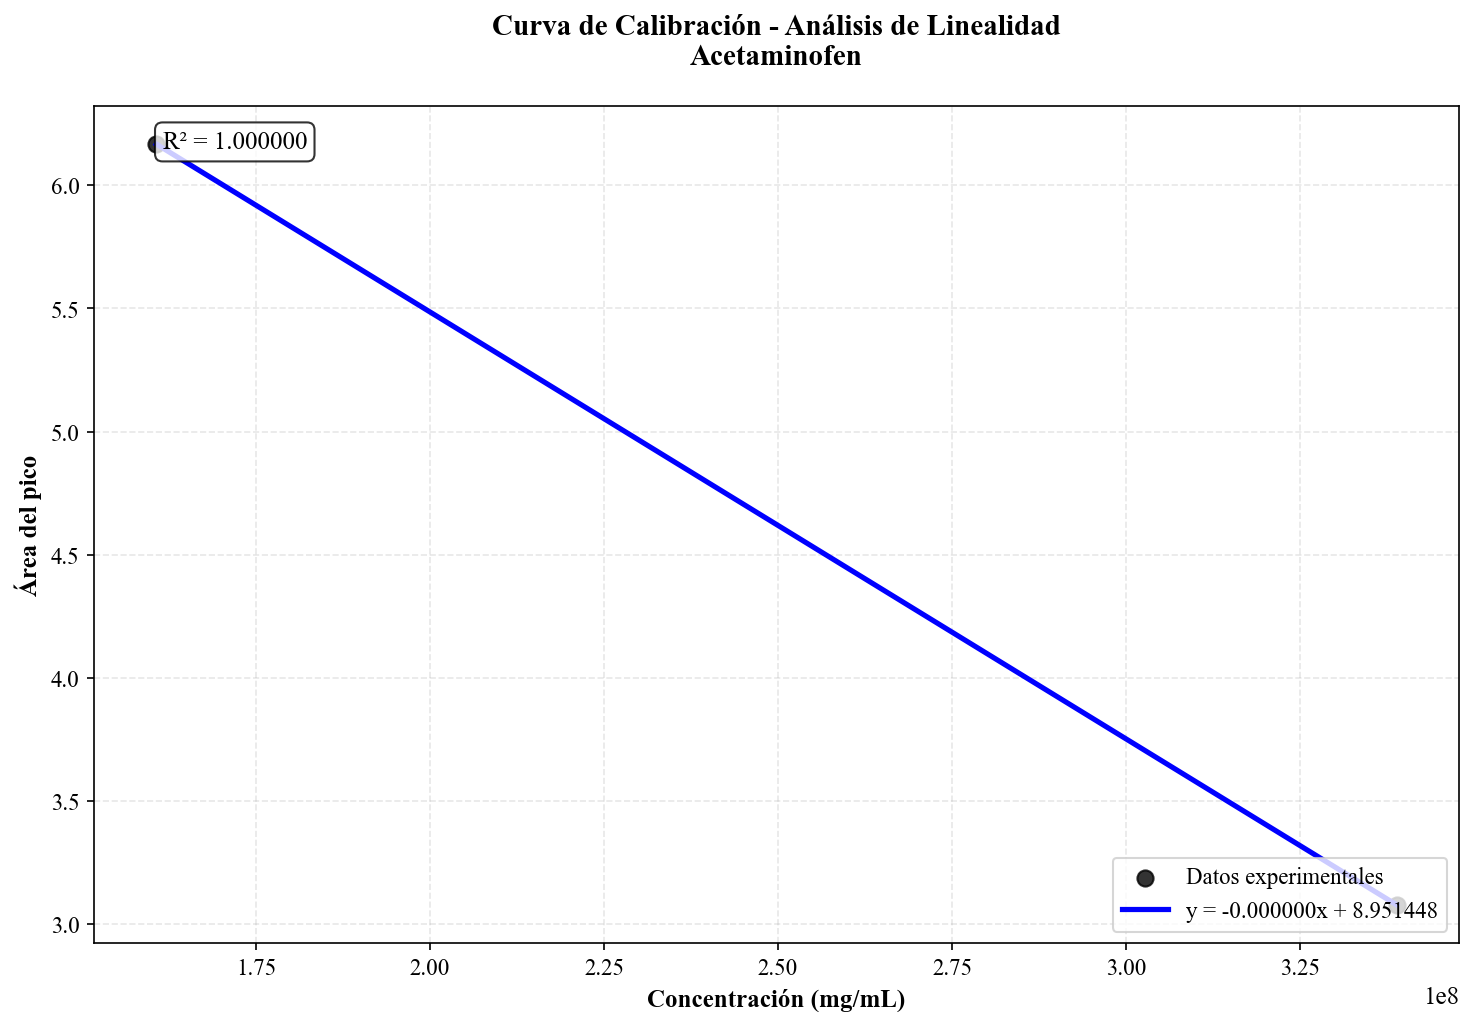 Curva de Calibración - Análisis de Linealidad
Acetaminofen
R² = 1.000000
6.0
5.5
5.0
4.5
4.0
3.5
3.0
Área del pico
Datos experimentales
y = -0.000000x + 8.951448
1.75
2.00
2.25
2.50
2.75
3.00
3.25
1e8
Concentración (mg/mL)